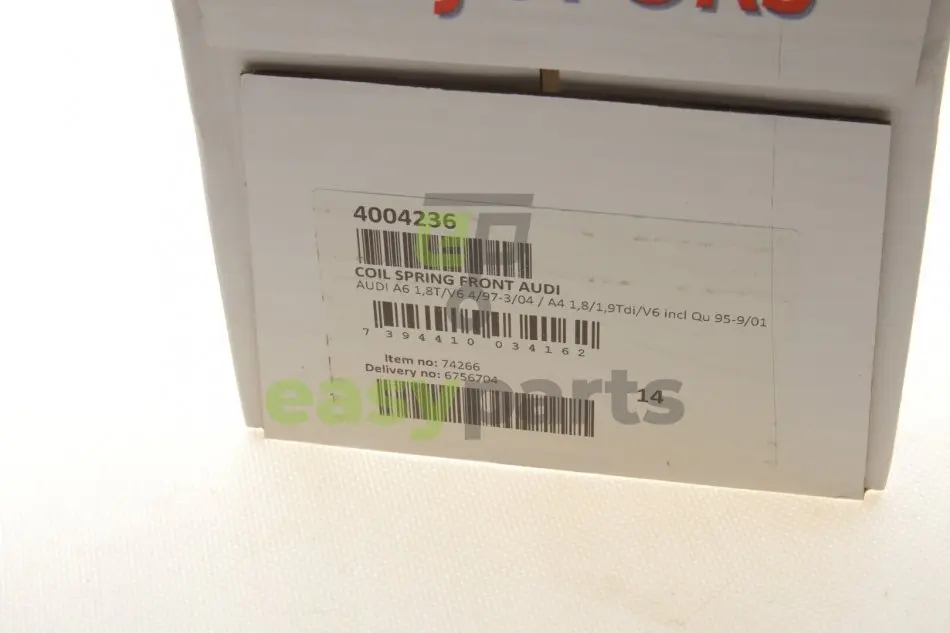 4004236
COIL SPRING FRONT AUDI
AUDI A6 1,8T/V6 4/97-3/04 / A4 1,8/1,9Tdi/V6 incl Qu 95-9/01
7 394410 034162
Item no: 74266
Delivery no: 6756704
14
easyparts